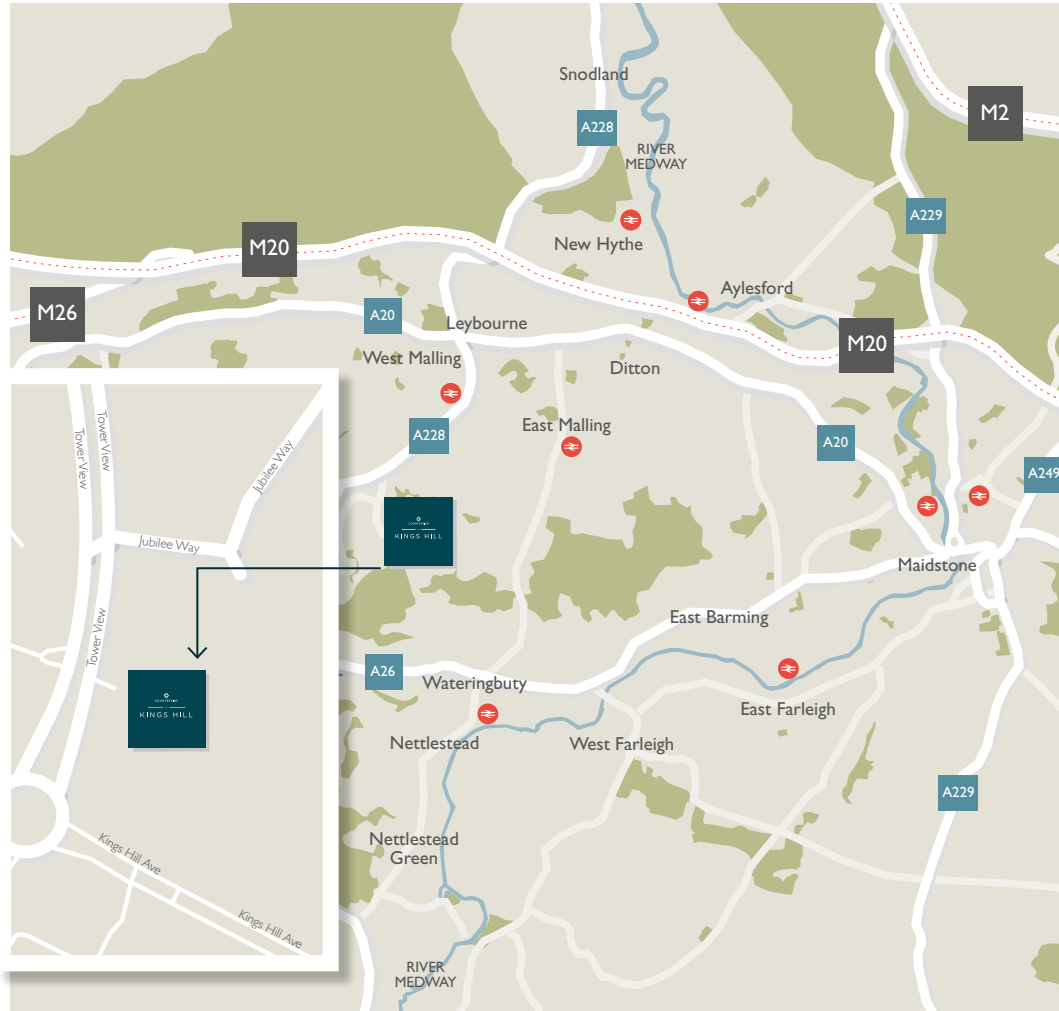 Snodland
M2
A228
RIVER
MEDWAY
A229
New Hythe
M20
Aylesford
M26
A20
Leybourne
M20
West Malling
Ditton
East Malling
A228
A20
A249
Tower View
Tower View
Jubilee Way
Jubilee Way
KINGS HILL
Maidstone
East Barming
Tower View
A26
Wateringbuty
KINGS HILL
East Farleigh
Nettlestead
West Farleigh
A229
Nettlestead
Green
Kings Hill Ave
Kings Hill Ave
RIVER
MEDWAY